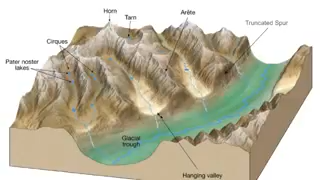 Horn
Tarn
Arête
Truncated Spur
Cirques
Pater noster
lakes
Glacial
trough
Hanging valley